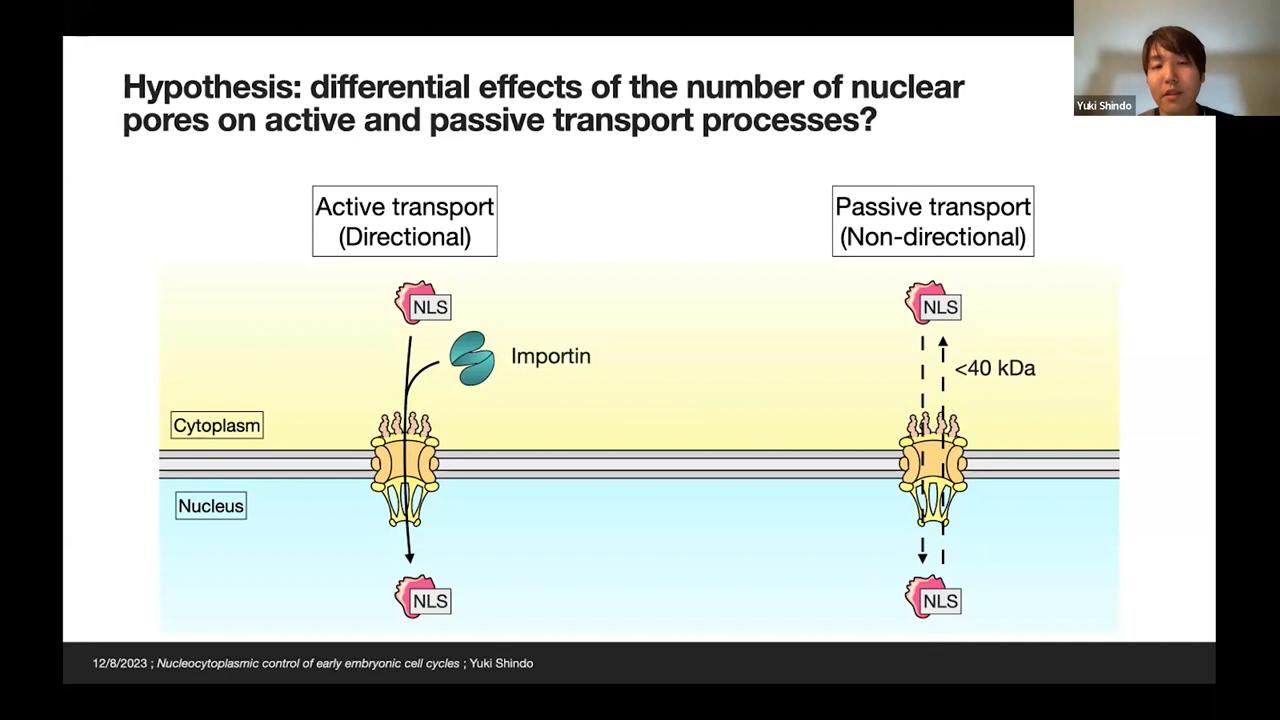 Hypothesis: differential effects of the number of nuclear
pores on active and passive transport processes?
Yuki Shindo
Active transport
(Directional)
Passive transport
(Non-directional)
NLS
NLS
Importin
<40 kDa
Cytoplasm
Nucleus
NLS
NLS
12/8/2023 ; Nucleocytoplasmic control of early embryonic cell cycles ; Yuki Shindo